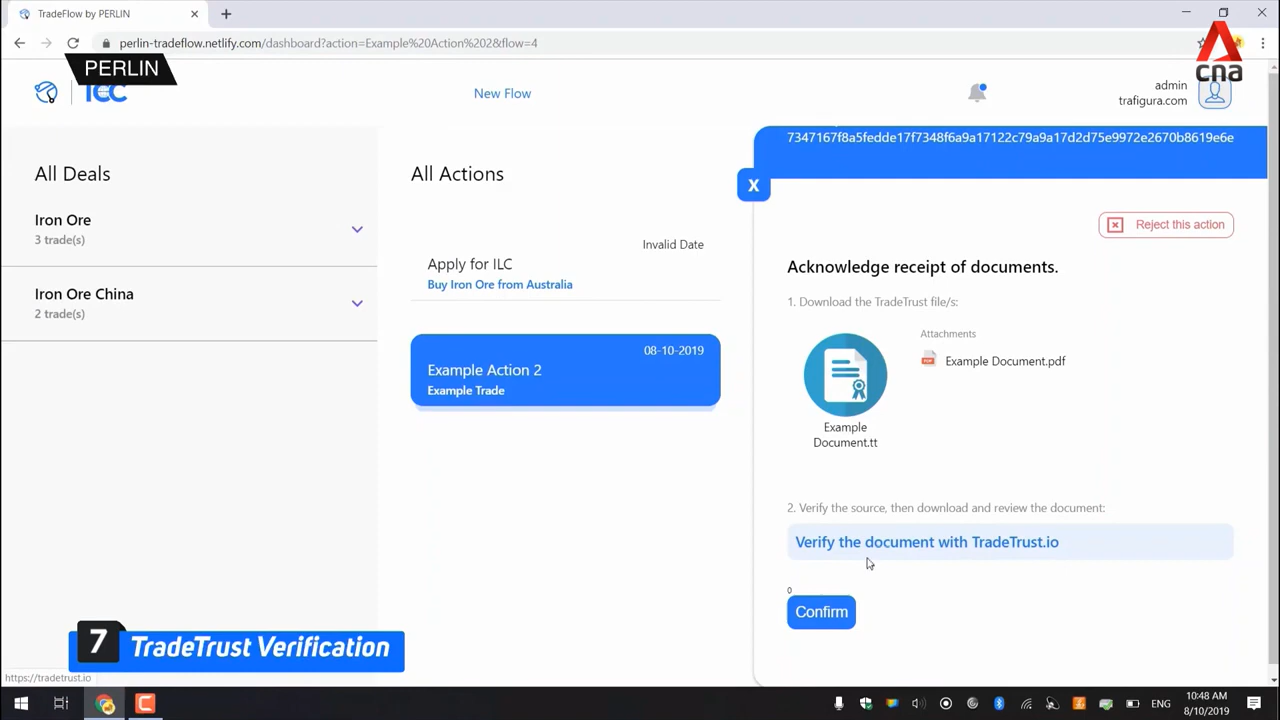 TradeFlow by PERLIN
perlin-tradeflow.netlify.com/dashboard?action=Example%20Action%202&flow=4
PERLIN
ICC
New Flow
admin
trafigura.com
cna
All Deals
Iron Ore
3 trade(s)
Iron Ore China
2 trade(s)
All Actions
Invalid Date
Apply for ILC
Buy Iron Ore from Australia
08-10-2019
Example Action 2
Example Trade
7347167f8a5fedde17f7348f6a9a17122c79a9a17d2d75e9972e2670b8619e6e
X
Reject this action
Acknowledge receipt of documents.
1. Download the TradeTrust file/s:
Attachments
Example Document.pdf
Example
Document.tt
2. Verify the source, then download and review the document:
Verify the document with TradeTrust.io
0
Confirm
7 TradeTrust Verification
https://tradetrust.io
ENG
10:48 AM
8/10/2019